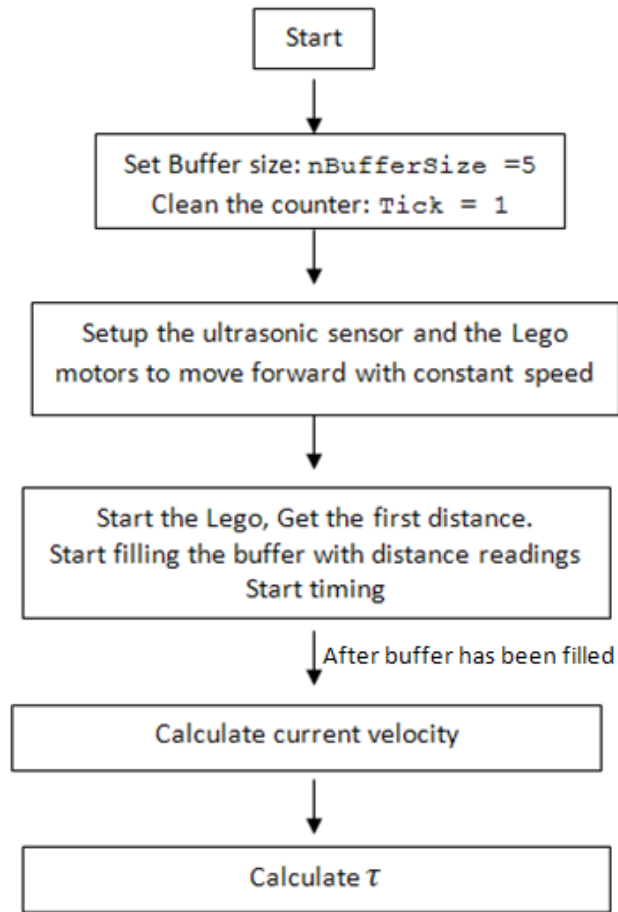 Start
Set Buffer size: nBufferSize =5
Clean the counter: Tick = 1
Setup the ultrasonic sensor and the Lego
motors to move forward with constant speed
Start the Lego, Get the first distance.
Start filling the buffer with distance readings
Start timing
After buffer has been filled
Calculate current velocity
Calculate τ